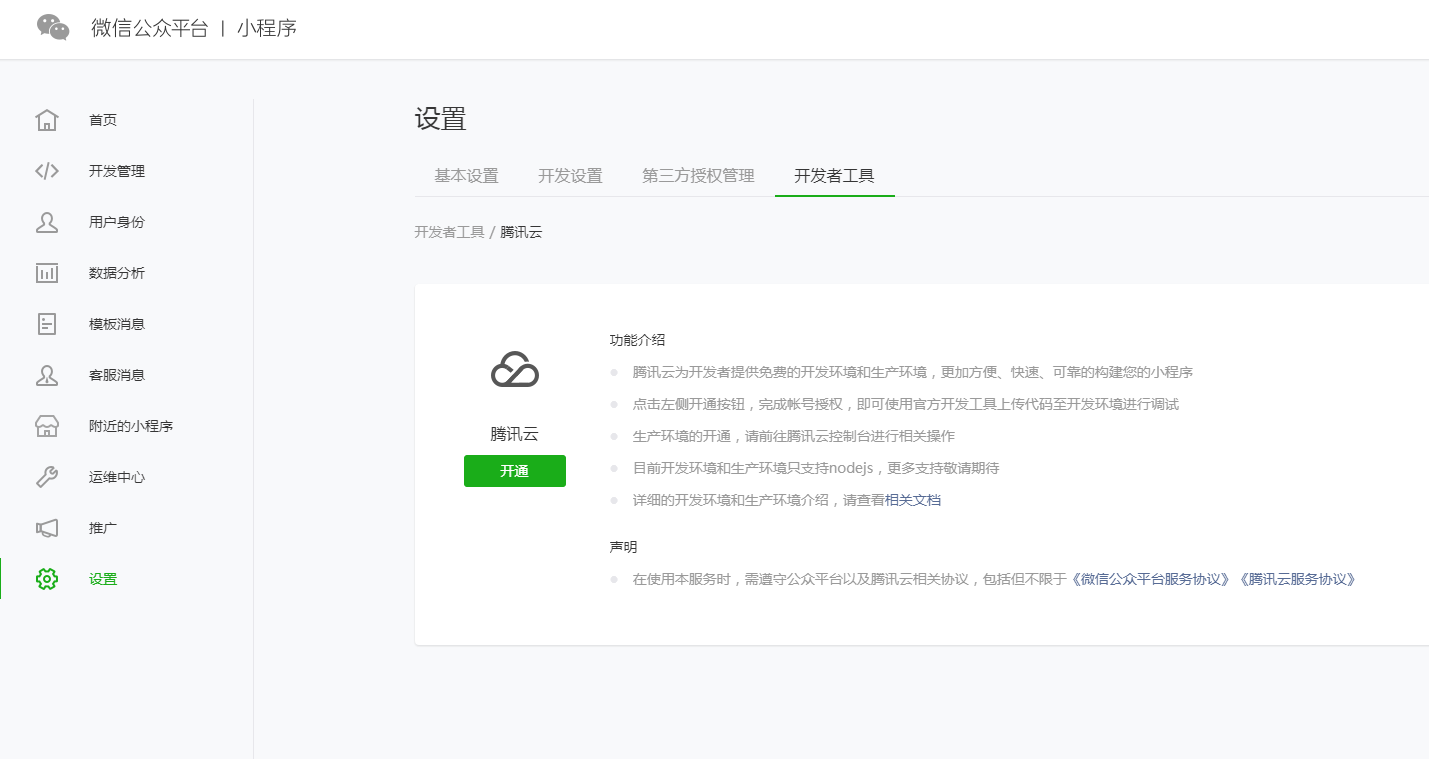 微信公众平台 | 小程序
首页
开发管理
用户身份
数据分析
模板消息
客服消息
附近的小程序
运维中心
推广
设置
设置
基本设置 开发设置 第三方授权管理 开发者工具
开发者工具 / 腾讯云
腾讯云
开通
功能介绍
腾讯云为开发者提供免费的开发环境和生产环境，更加方便、快速、可靠的构建您的小程序
点击左侧开通按钮，完成帐号授权，即可使用官方开发工具上传代码至开发环境进行调试
生产环境的开通，请前往腾讯云控制台进行相关操作
目前开发环境和生产环境只支持nodejs，更多支持敬请期待
详细的开发环境和生产环境介绍，请查看相关文档
声明
在使用本服务时，需遵守公众平台以及腾讯云相关协议，包括但不限于《微信公众平台服务协议》《腾讯云服务协议》